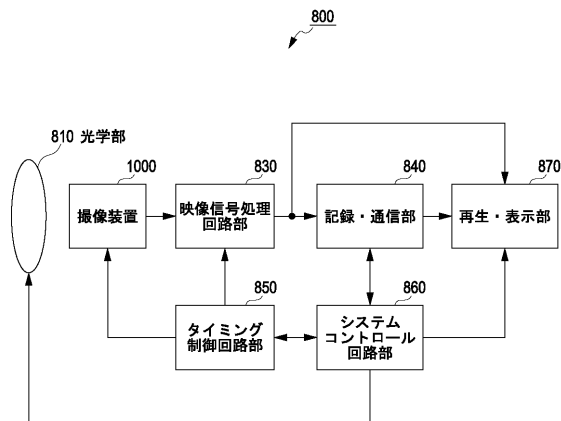 800
810 光学部
1000
830
840
870
撮像装置
映像信号処理
回路部
記録・通信部
再生・表示部
850
860
タイミング
制御回路部
システム
コントロール
回路部